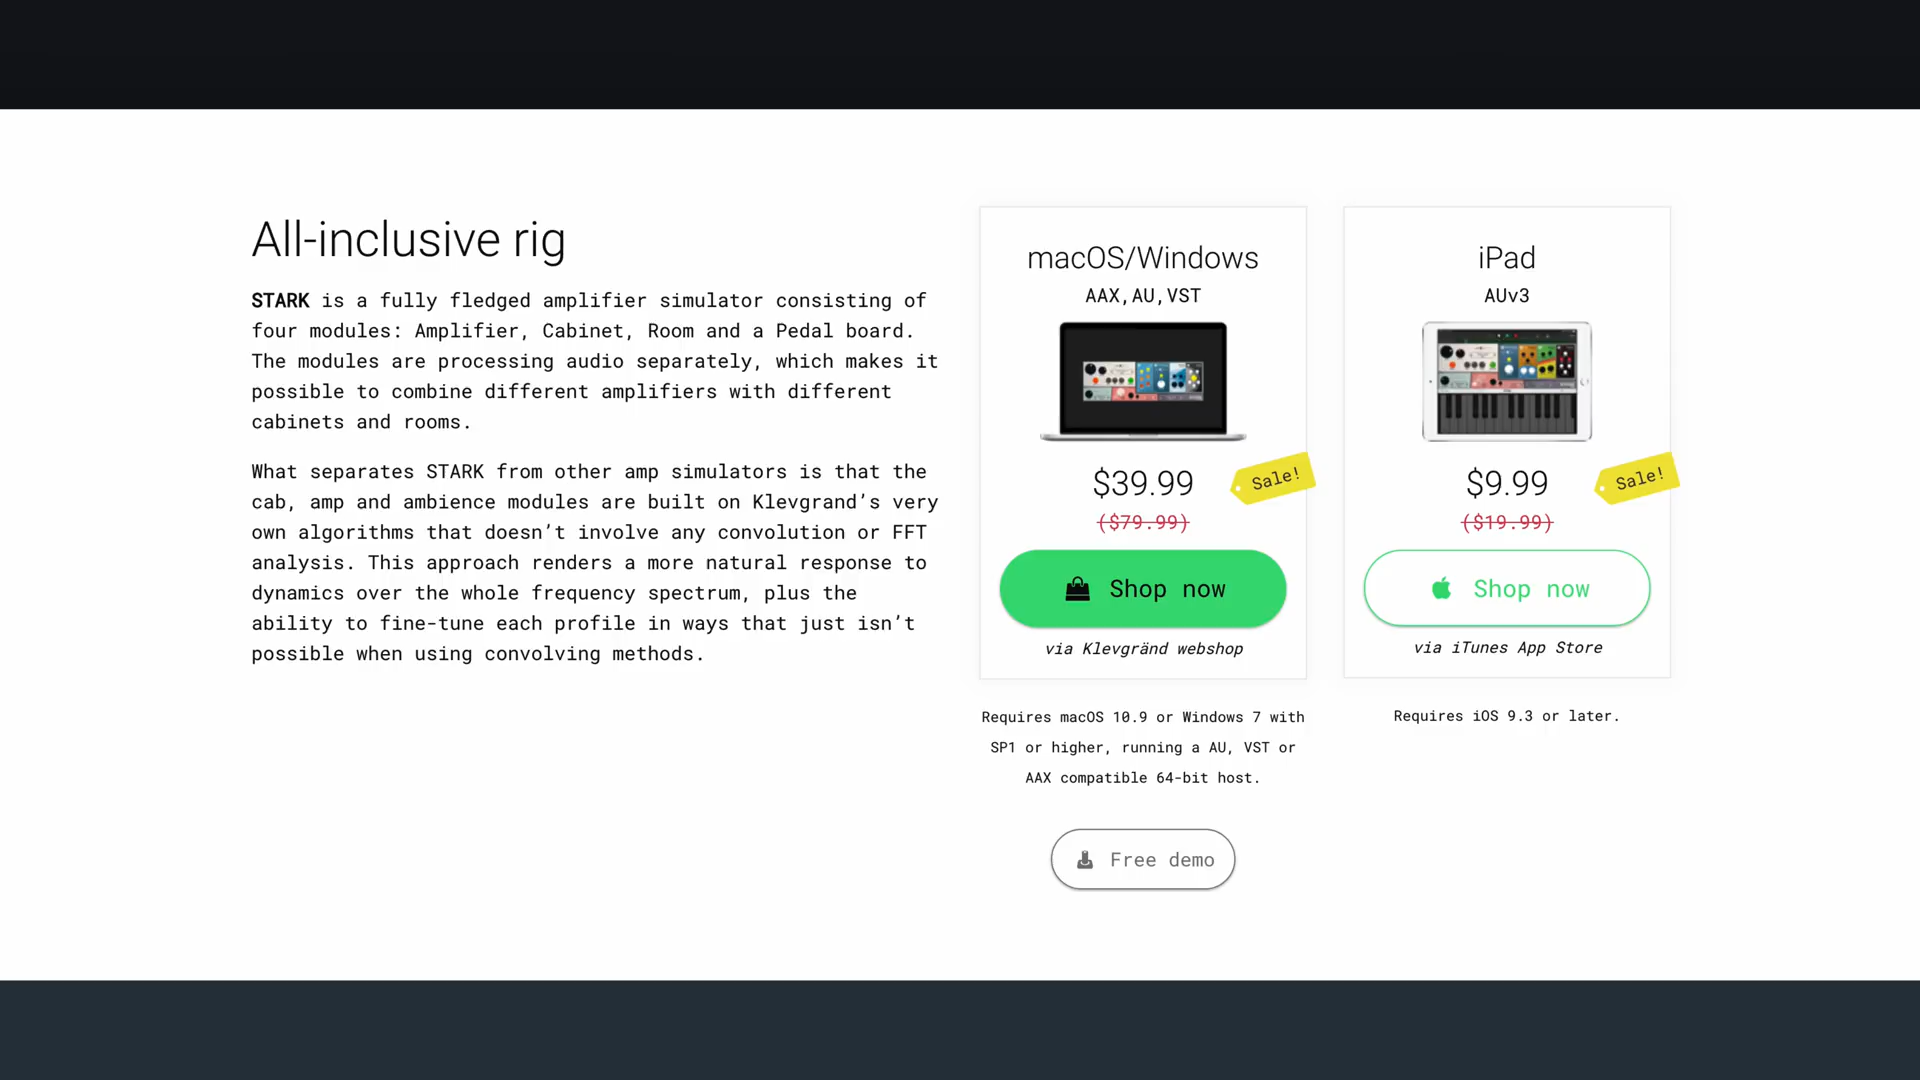 All-inclusive rig
STARK is a fully fledged amplifier simulator consisting of
four modules: Amplifier, Cabinet, Room and a Pedal board.
The modules are processing audio separately, which makes it
possible to combine different amplifiers with different
cabinets and rooms.
What separates STARK from other amp simulators is that the
cab, amp and ambience modules are built on Klevgrand’s very
own algorithms that doesn’t involve any convolution or FFT
analysis. This approach renders a more natural response to
dynamics over the whole frequency spectrum, plus the
ability to fine-tune each profile in ways that just isn’t
possible when using convolving methods.
macOS/Windows
AAX,AU,VST
$39.99
Sale!
($79.99)
Shop now
via Klevgränd webshop
Requires macOS 10.9 or Windows 7 with
SP1 or higher, running a AU, VST or
AAX compatible 64-bit host.
Free demo
iPad
AUv3
$9.99
Sale!
($19.99)
Shop now
via iTunes App Store
Requires iOS 9.3 or later.